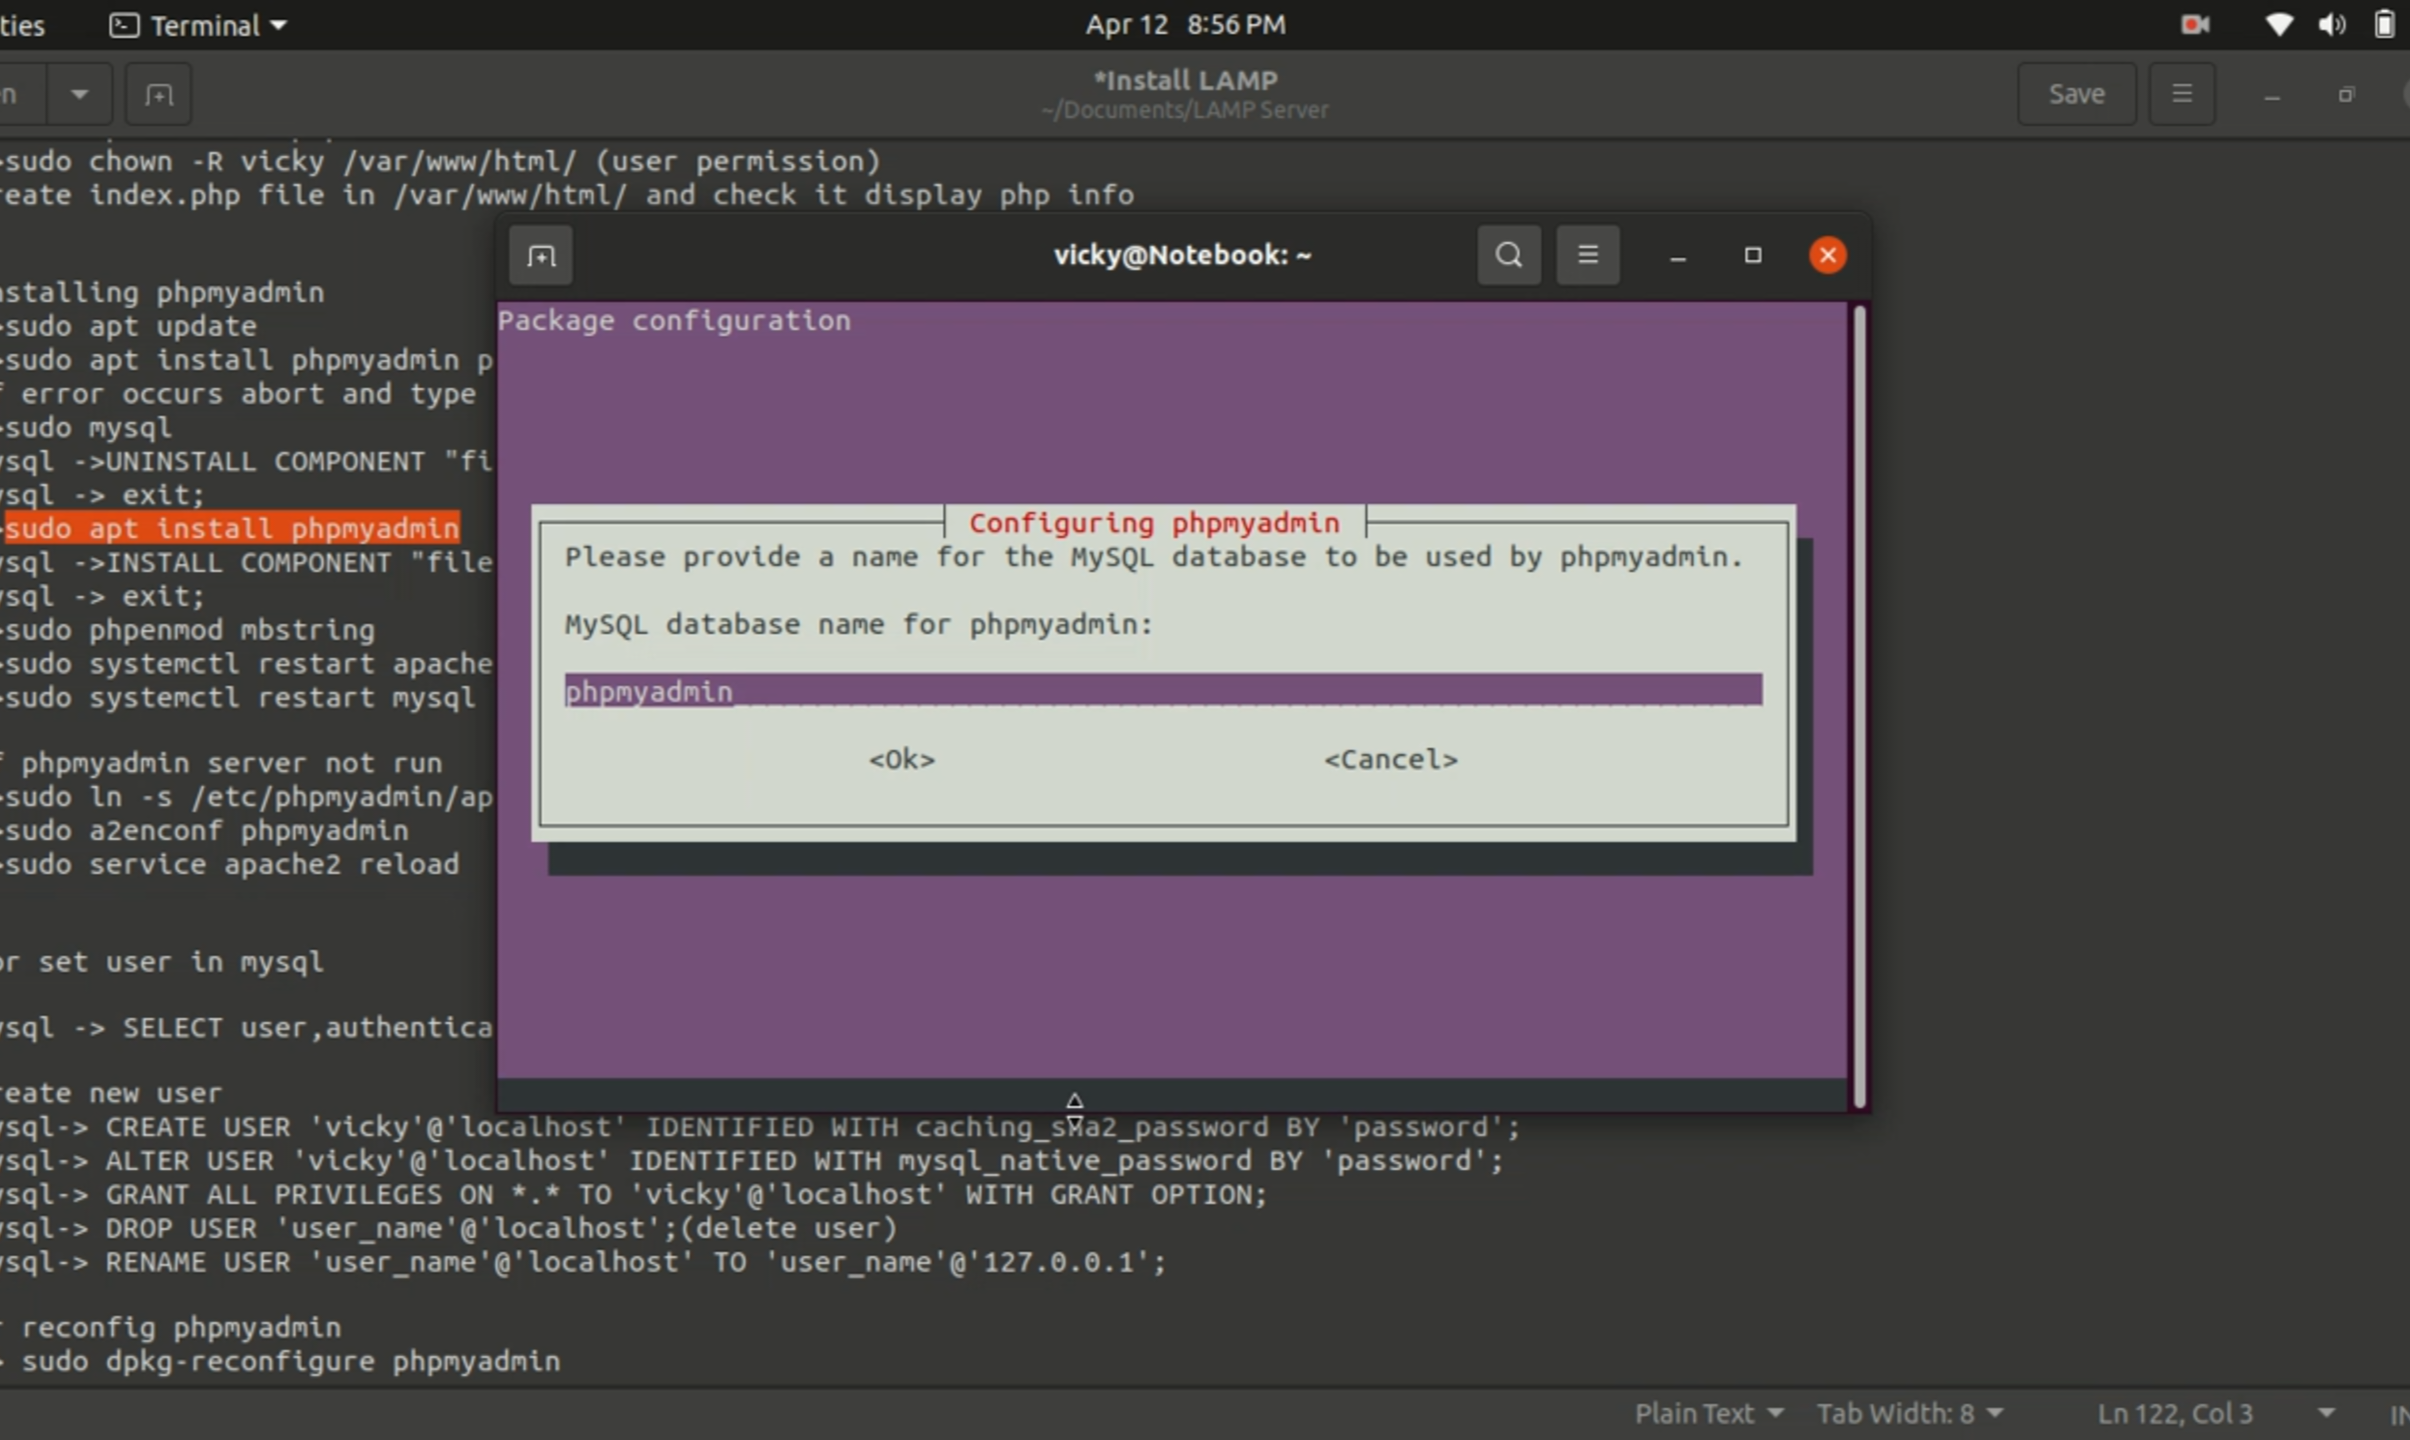 ties Terminal Apr 12 8:56 PM
n *Install LAMP Save
~/Documents/LAMP Server
>sudo chown -R vicky /var/www/html/ (user permission)
reate index.php file in /var/www/html/ and check it display php info
nstalling phpmyadmin
>sudo apt update
>sudo apt install phpmyadmin p
f error occurs abort and type
>sudo mysql
ysql ->UNINSTALL COMPONENT "fi
ysql -> exit;
>sudo apt install phpmyadmin
ysql ->INSTALL COMPONENT "file
ysql -> exit;
>sudo phpenmod mbstring
>sudo systemctl restart apache
>sudo systemctl restart mysql
f phpmyadmin server not run
>sudo ln -s /etc/phpmyadmin/ap
>sudo a2enconf phpmyadmin
>sudo service apache2 reload
or set user in mysql
ysql -> SELECT user,authentica
reate new user
ysql-> CREATE USER 'vicky'@'localhost' IDENTIFIED WITH caching_sha2_password BY 'password';
ysql-> ALTER USER 'vicky'@'localhost' IDENTIFIED WITH mysql_native_password BY 'password';
ysql-> GRANT ALL PRIVILEGES ON *.* TO 'vicky'@'localhost' WITH GRANT OPTION;
ysql-> DROP USER 'user_name'@'localhost';(delete user)
ysql-> RENAME USER 'user_name'@'localhost' TO 'user_name'@'127.0.0.1';
r reconfig phpmyadmin
> sudo dpkg-reconfigure phpmyadmin
vicky@Notebook: ~
Package configuration
Configuring phpmyadmin
Please provide a name for the MySQL database to be used by phpmyadmin.
MySQL database name for phpmyadmin:
phpmyadmin
<Ok> <Cancel>
Plain Text Tab Width: 8 Ln 122, Col 3 IN